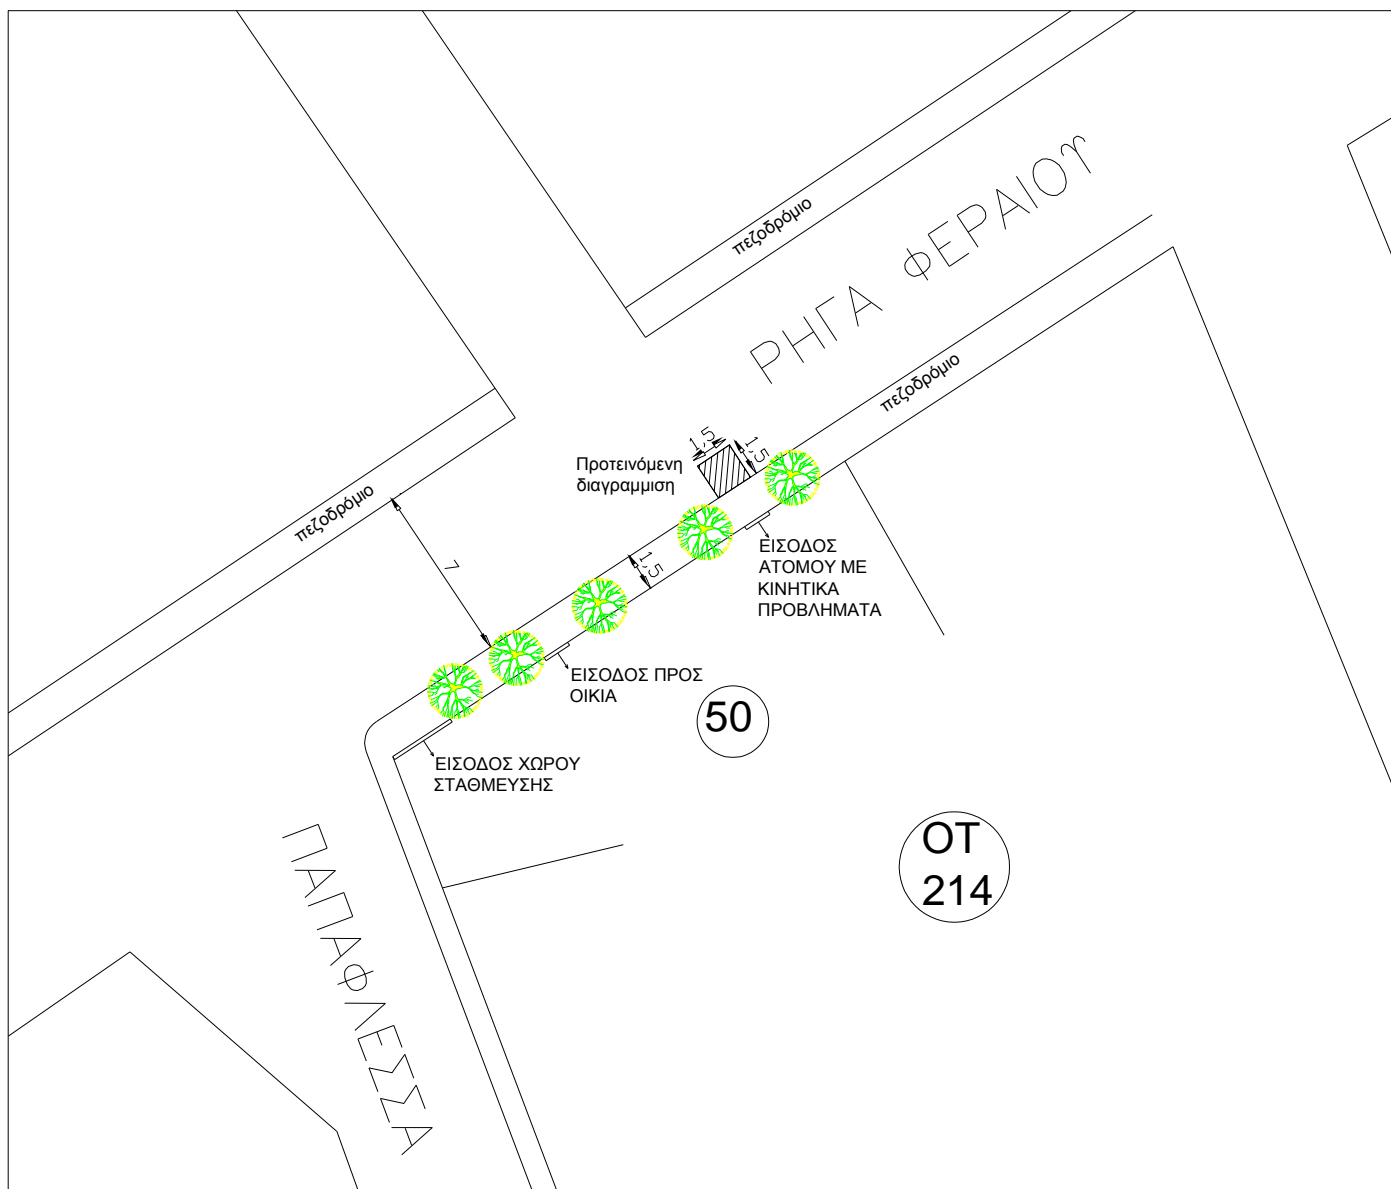 πεζοδρόμιο
ΡΗΓΑ ΦΕΡΑΙΟΥ
πεζοδρόμιο
1,5
1,5
Προτεινόμενη
διαγραμμιση
πεζοδρόμιο
7
1,5
ΕΙΣΟΔΟΣ
ΑΤΟΜΟΥ ΜΕ
ΚΙΝΗΤΙΚΑ
ΠΡΟΒΛΗΜΑΤΑ
ΕΙΣΟΔΟΣ ΠΡΟΣ
ΟΙΚΙΑ
50
ΕΙΣΟΔΟΣ ΧΩΡΟΥ
ΣΤΑΘΜΕΥΣΗΣ
ΟΤ
214
ΠΑΠΑΦΛΕΣΣΑ